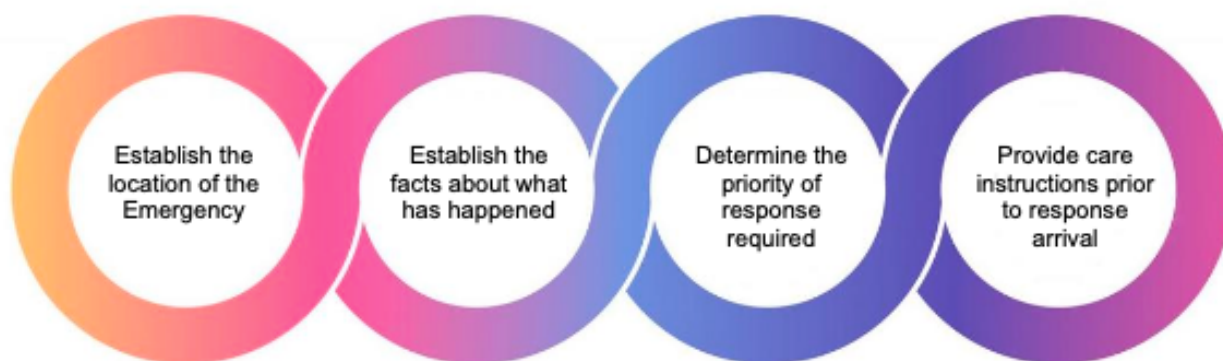 Establish the
location of the
Emergency
Establish the
facts about what
has happened
Determine the
priority of
response
required
Provide care
instructions prior
to response
arrival